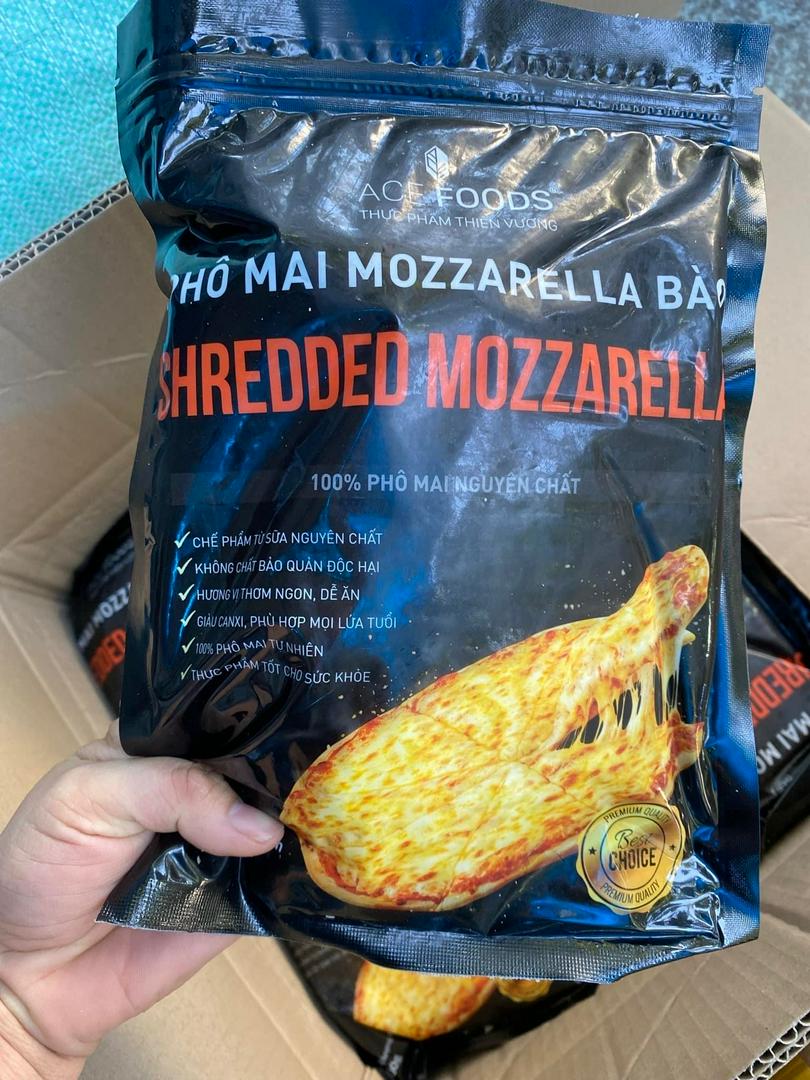 ACE FOODS
THỰC PHẨM THIÊN VƯƠNG
PHÔ MAI MOZZARELLA BÀO
SHREDDED MOZZARELLA
100% PHÔ MAI NGUYÊN CHẤT
CHẾ PHẨM TỪ SỮA NGUYÊN CHẤT
KHÔNG CHẤT BẢO QUẢN ĐỘC HẠI
HƯƠNG VỊ THƠM NGON, DỄ ĂN
GIÀU CANXI, PHÙ HỢP MỌI LỨA TUỔI
100% PHÔ MAI TỰ NHIÊN
THỰC PHẨM TỐT CHO SỨC KHỎE
PREMIUM QUALITY
Best
CHOICE
PREMIUM QUALITY